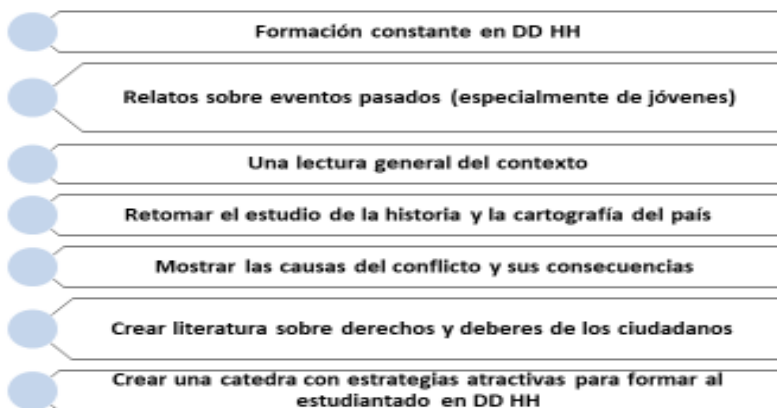 Formación constante en DD HH
Relatos sobre eventos pasados (especialmente de jóvenes)
Una lectura general del contexto
Retomar el estudio de la historia y la cartografía del país
Mostrar las causas del conflicto y sus consecuencias
Crear literatura sobre derechos y deberes de los ciudadanos
Crear una catedra con estrategias atractivas para formar al
estudiantado en DD HH